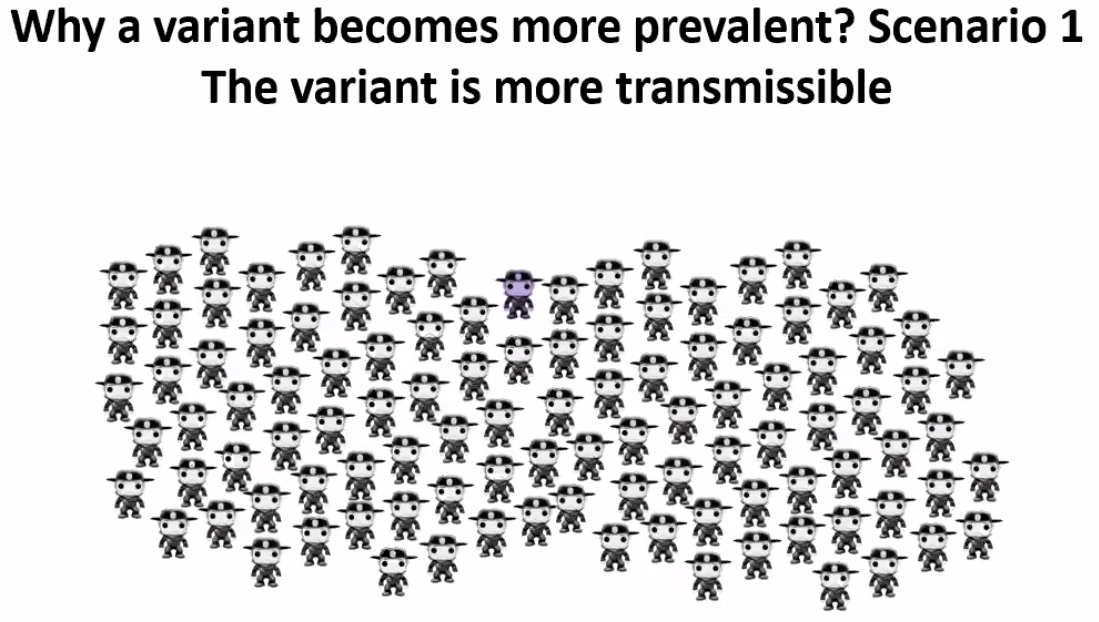 Why a variant becomes more prevalent? Scenario 1
The variant is more transmissible